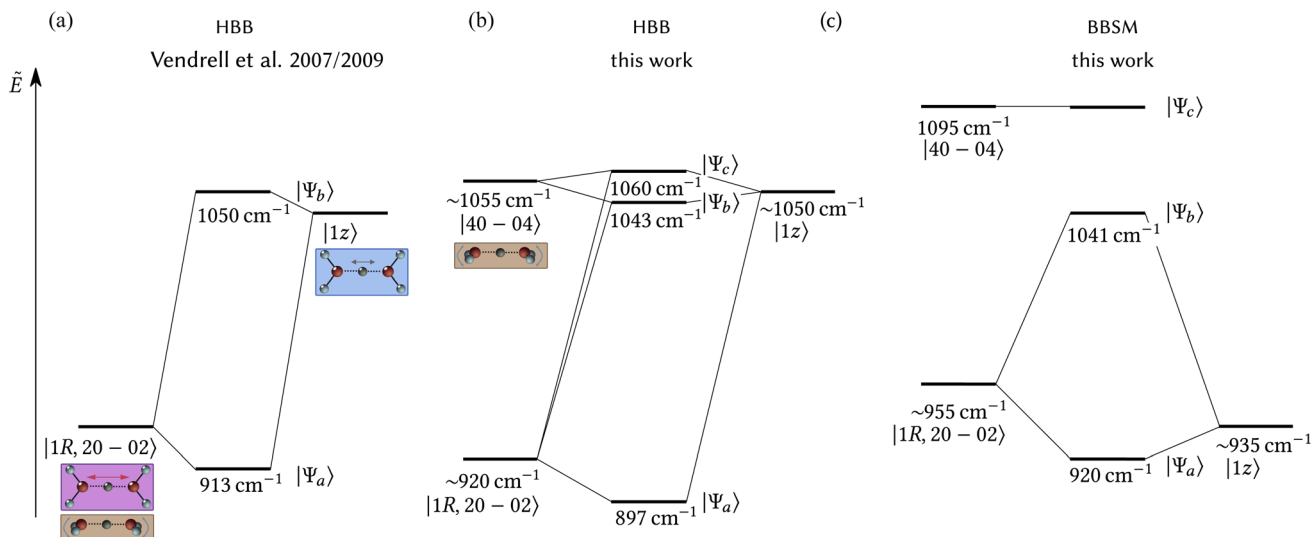 (a)
HBB
Vendrell et al. 2007/2009
Ẽ
|Ψ_b⟩
1050 cm⁻¹
|1z⟩
|1R, 20 − 02⟩
|Ψ_a⟩
913 cm⁻¹
(b)
HBB
this work
|Ψ_c⟩
~1055 cm⁻¹
1060 cm⁻¹
|Ψ_b⟩
~1050 cm⁻¹
|40 − 04⟩
1043 cm⁻¹
|1z⟩
~920 cm⁻¹
|1R, 20 − 02⟩
|Ψ_a⟩
897 cm⁻¹
(c)
BBSM
this work
|Ψ_c⟩
1095 cm⁻¹
|40 − 04⟩
|Ψ_b⟩
1041 cm⁻¹
~955 cm⁻¹
|1R, 20 − 02⟩
~935 cm⁻¹
|1z⟩
|Ψ_a⟩
920 cm⁻¹